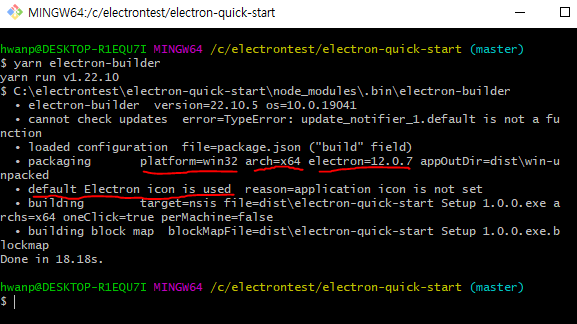 MINGW64:/c/electrontest/electron-quick-start
hwanp@DESKTOP-R1EQU7I MINGW64 /c/electrontest/electron-quick-start (master)
$ yarn electron-builder
yarn run v1.22.10
$ C:\electrontest\electron-quick-start\node_modules\.bin\electron-builder
  • electron-builder  version=22.10.5 os=10.0.19041
  • cannot check updates  error=TypeError: update_notifier_1.default is not a fu
nction
  • loaded configuration  file=package.json ("build" field)
  • packaging       platform=win32 arch=x64 electron=12.0.7 appOutDir=dist\win-u
npacked
  • default Electron icon is used  reason=application icon is not set
  • building        target=nsis file=dist\electron-quick-start Setup 1.0.0.exe a
rchs=x64 oneClick=true perMachine=false
  • building block map  blockMapFile=dist\electron-quick-start Setup 1.0.0.exe.b
lockmap
Done in 18.18s.
hwanp@DESKTOP-R1EQU7I MINGW64 /c/electrontest/electron-quick-start (master)
$